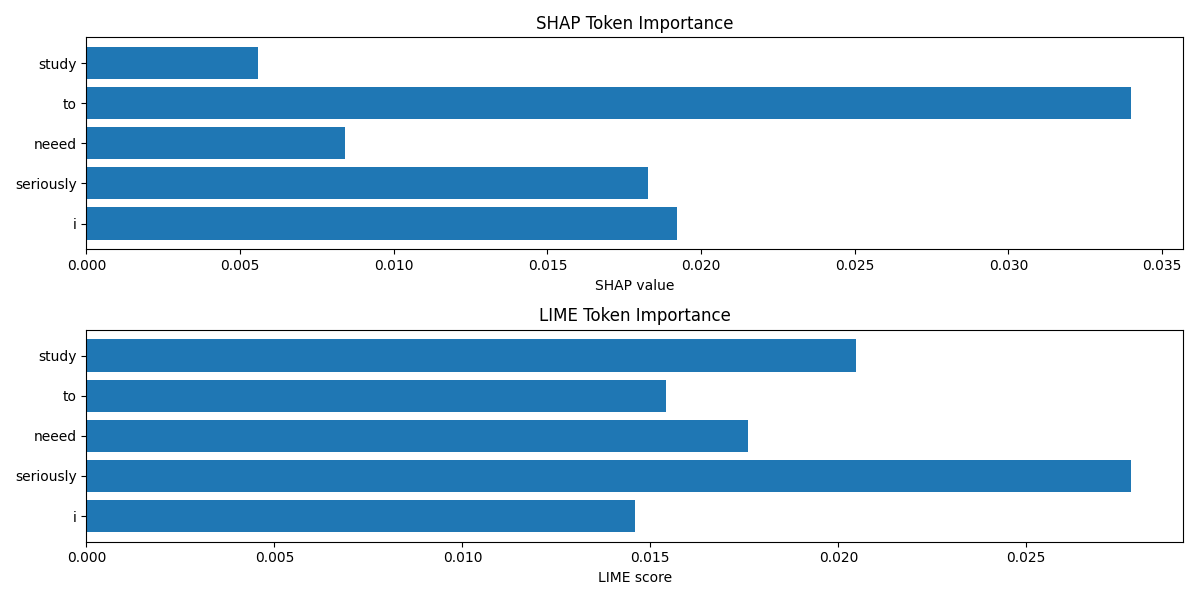 SHAP Token Importance
study
to
neeed
seriously
i
0.000 0.005 0.010 0.015 0.020 0.025 0.030 0.035
SHAP value
LIME Token Importance
study
to
neeed
seriously
i
0.000 0.005 0.010 0.015 0.020 0.025
LIME score